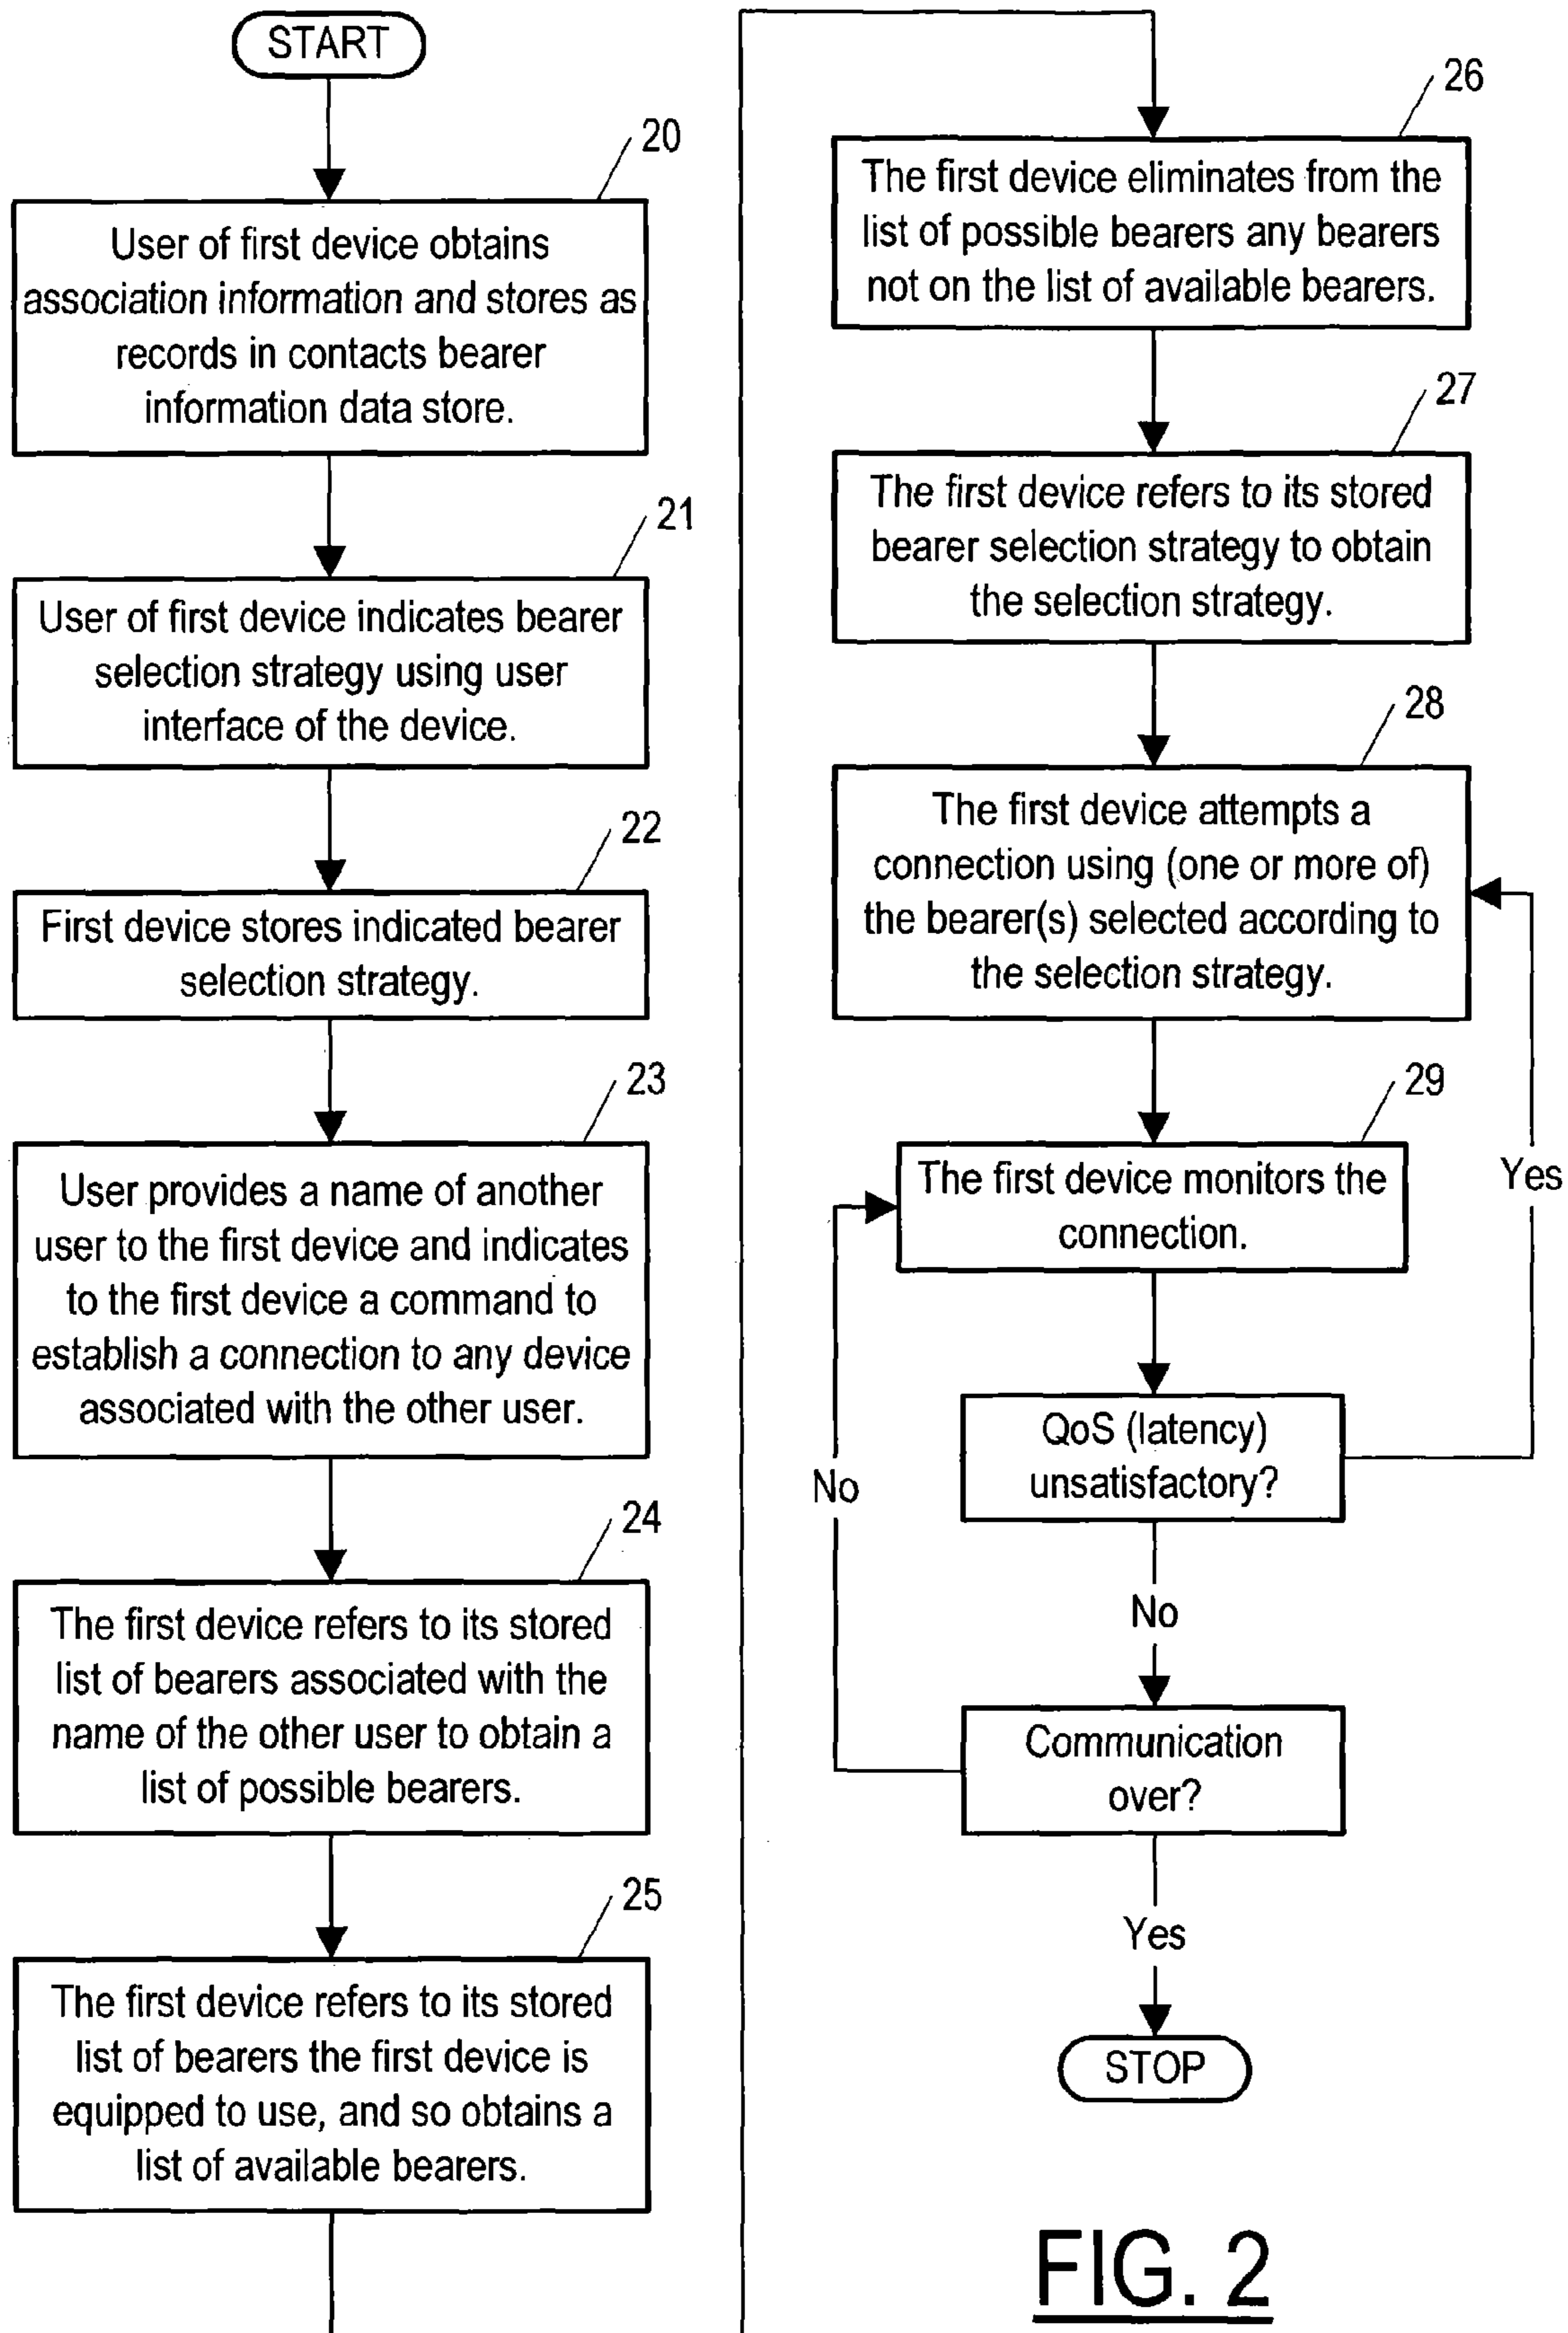 START
20
User of first device obtains
association information and stores as
records in contacts bearer
information data store.
21
User of first device indicates bearer
selection strategy using user
interface of the device.
22
First device stores indicated bearer
selection strategy.
23
User provides a name of another
user to the first device and indicates
to the first device a command to
establish a connection to any device
associated with the other user.
24
The first device refers to its stored
list of bearers associated with the
name of the other user to obtain a
list of possible bearers.
25
The first device refers to its stored
list of bearers the first device is
equipped to use, and so obtains a
list of available bearers.
26
The first device eliminates from the
list of possible bearers any bearers
not on the list of available bearers.
27
The first device refers to its stored
bearer selection strategy to obtain
the selection strategy.
28
The first device attempts a
connection using (one or more of)
the bearer(s) selected according to
the selection strategy.
29
The first device monitors the
connection.
Yes
QoS (latency)
unsatisfactory?
No
No
Communication
over?
Yes
STOP
FIG. 2